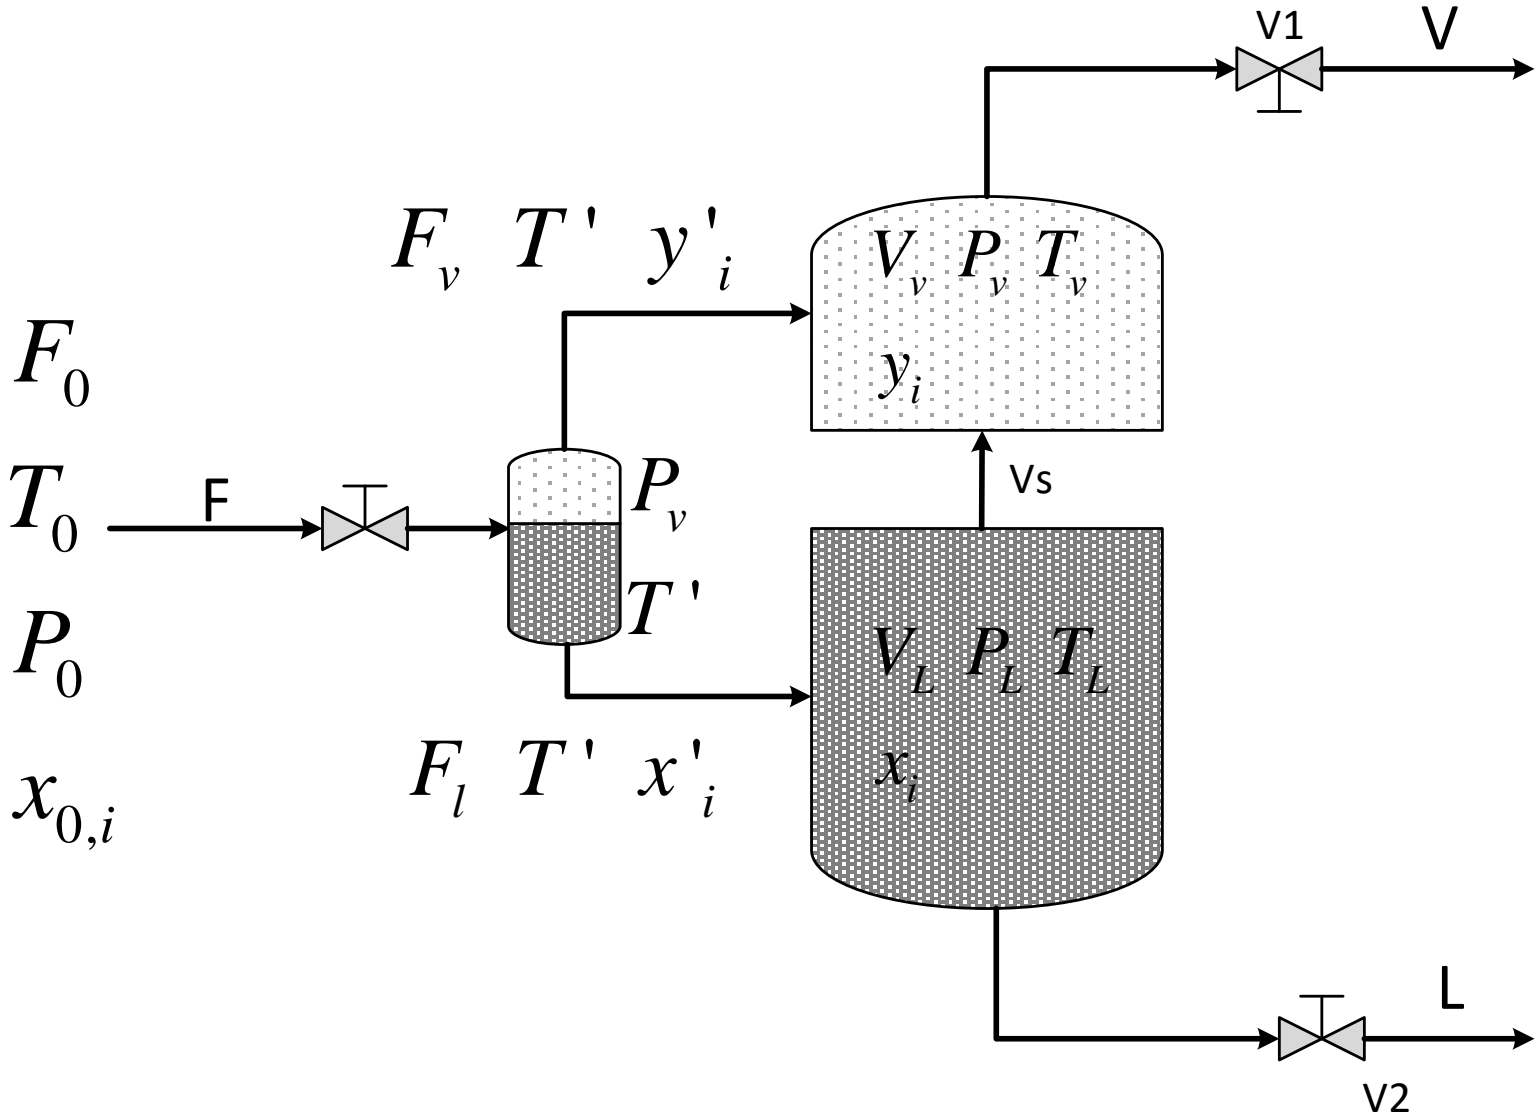 V1
V
F_v T' y'_i
V_v P_v T_v
y_i
F_0
T_0
F
P_v
Vs
T'
P_0
V_L P_L T_L
x_i
F_l T' x'_i
x_{0,i}
L
V2